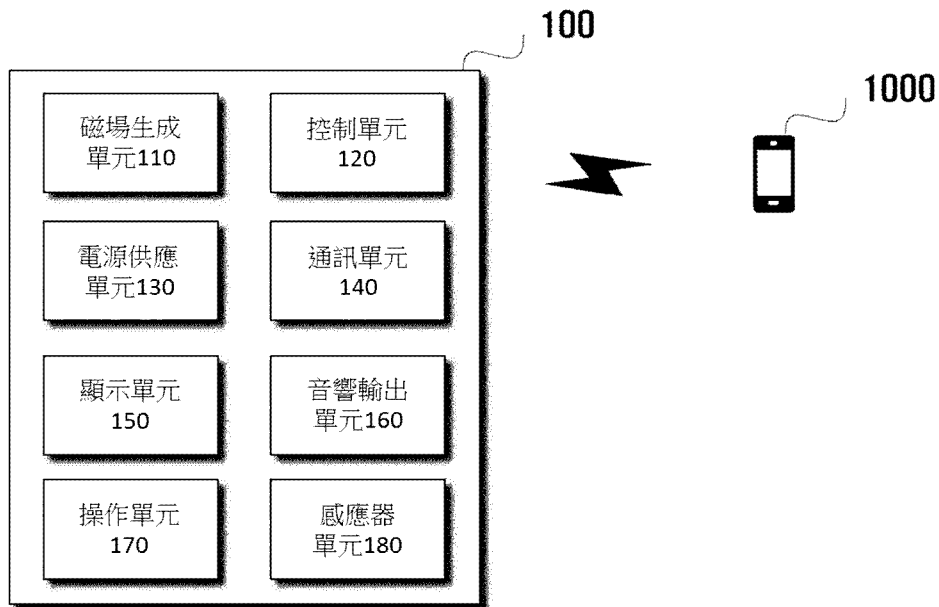 100
1000
磁場生成
單元110
控制單元
120
電源供應
單元130
通訊單元
140
顯示單元
150
音響輸出
單元160
操作單元
170
感應器
單元180